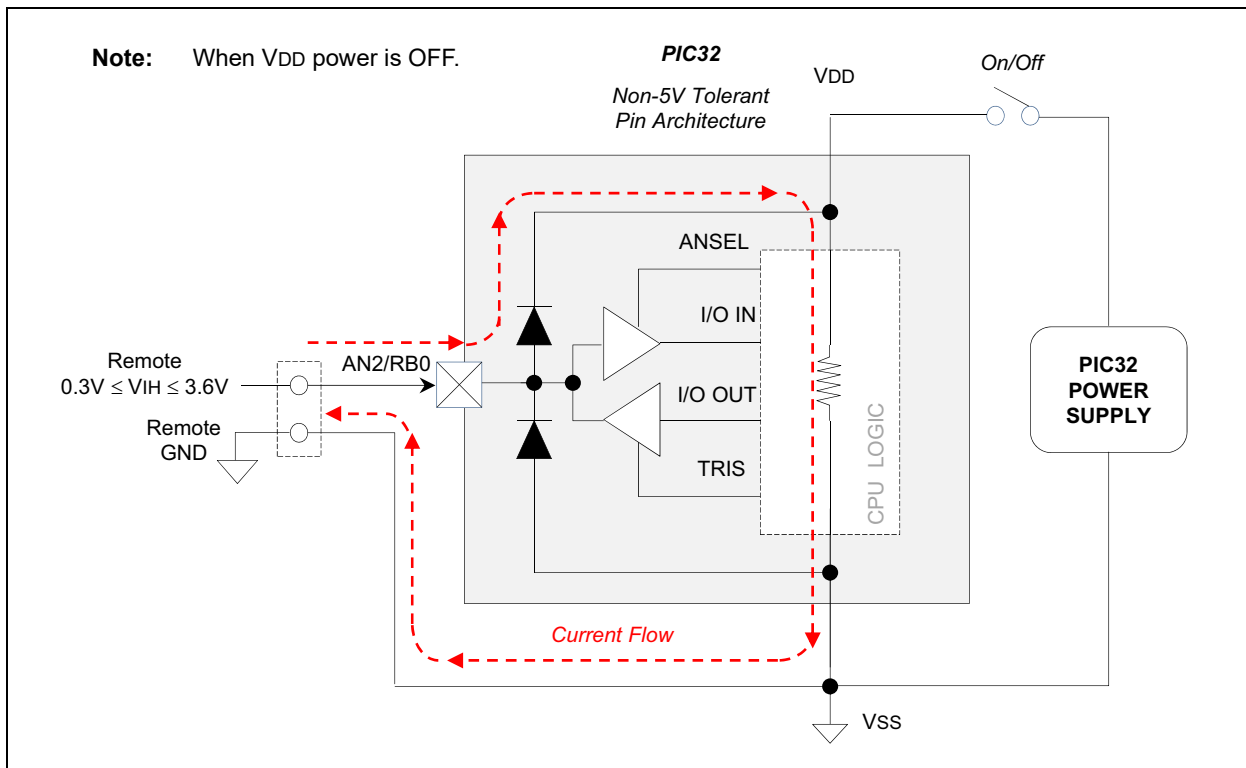 Note: When VDD power is OFF.
PIC32
Non-5V Tolerant
Pin Architecture
VDD
On/Off
ANSEL
I/O IN
Remote
0.3V ≤ VIH ≤ 3.6V
AN2/RB0
I/O OUT
Remote
GND
TRIS
CPU LOGIC
PIC32
POWER
SUPPLY
Current Flow
VSS